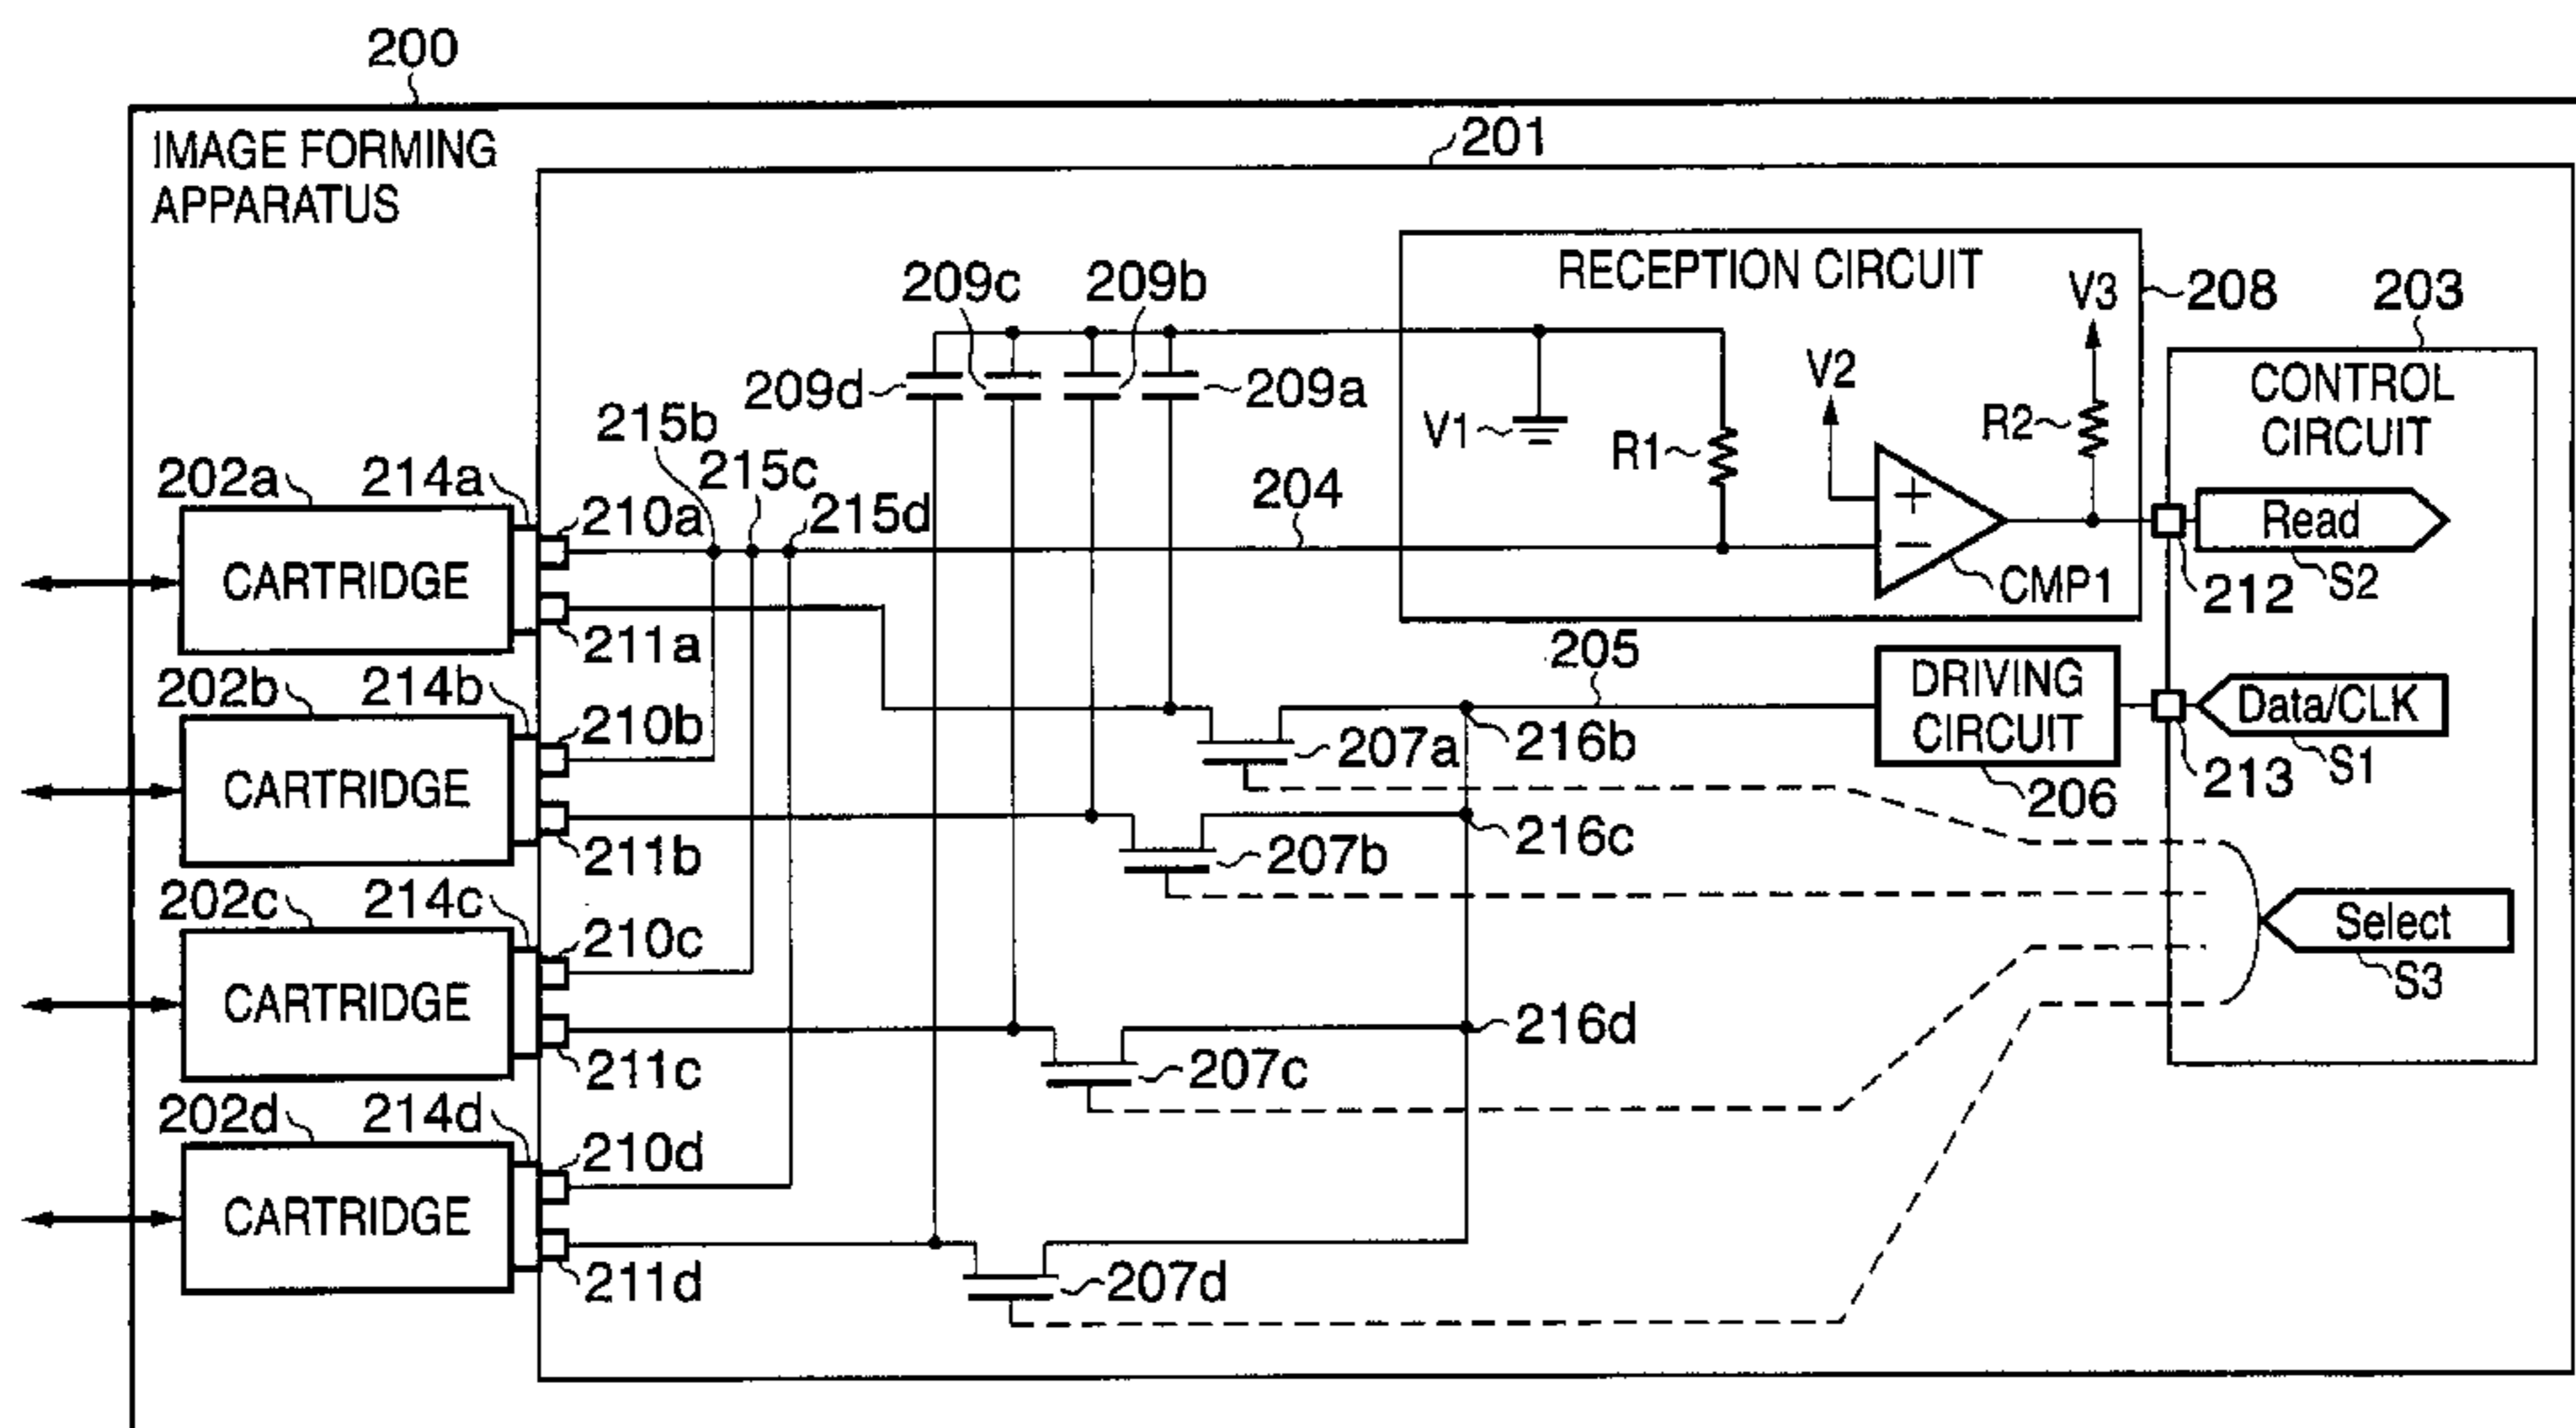 200
IMAGE FORMING
APPARATUS
201
RECEPTION CIRCUIT
208
203
209c
209b
V3
CONTROL
CIRCUIT
V2
209d
209a
V1
R1
R2
215b
215c
215d
204
202a
214a
210a
CARTRIDGE
211a
+
−
CMP1
Read
S2
212
205
DRIVING
CIRCUIT
206
Data/CLK
S1
213
202b
214b
210b
CARTRIDGE
211b
207a
216b
207b
216c
Select
S3
202c
214c
210c
CARTRIDGE
211c
207c
216d
202d
214d
210d
CARTRIDGE
211d
207d